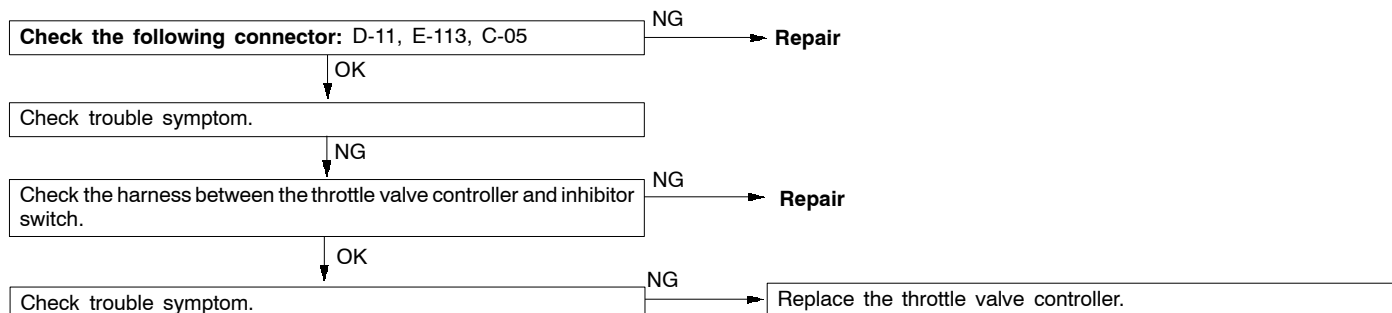 Check the following connector: D-11, E-113, C-05
NG
Repair
OK
Check trouble symptom.
NG
Check the harness between the throttle valve controller and inhibitor
switch.
NG
Repair
OK
Check trouble symptom.
NG
Replace the throttle valve controller.